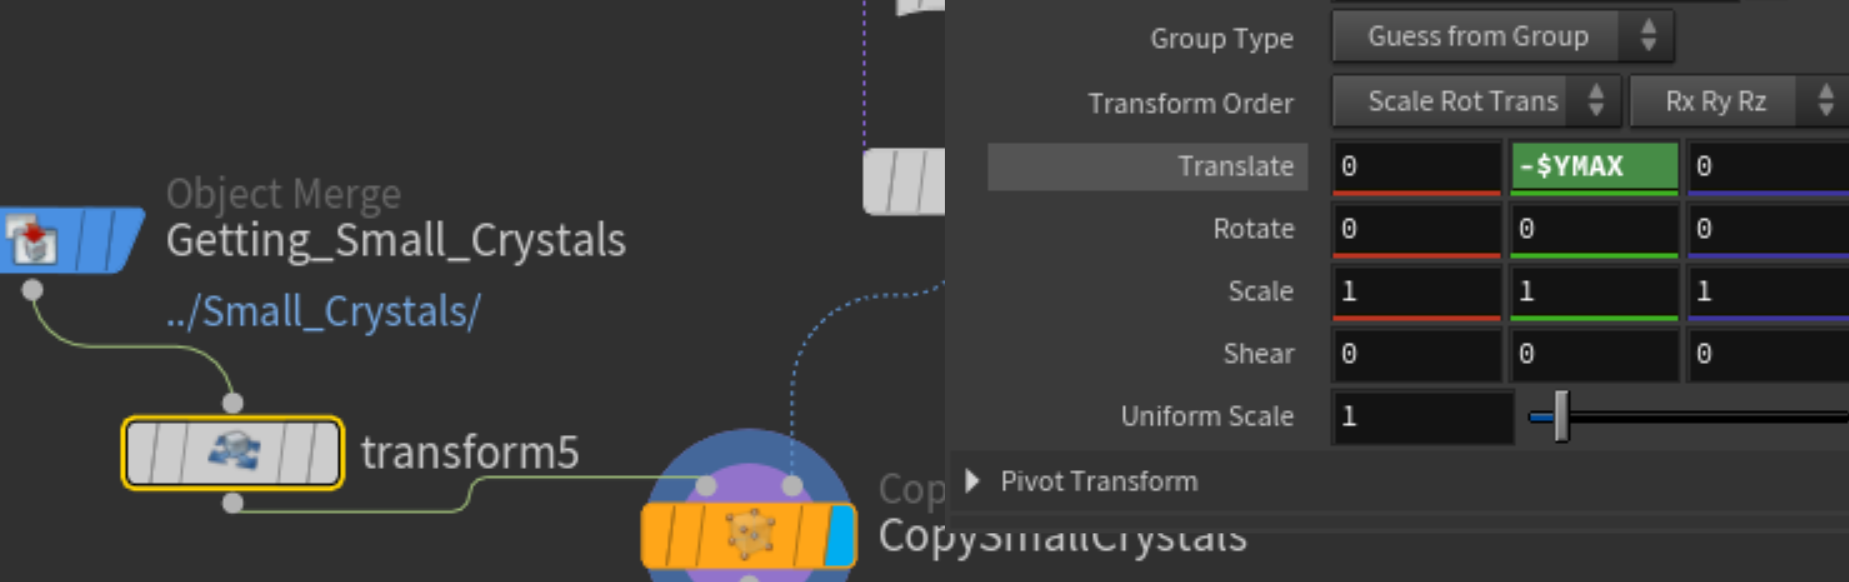 Object Merge
Getting_Small_Crystals
../Small_Crystals/
transform5
CopySmallCrystals
Group Type Guess from Group
Transform Order Scale Rot Trans Rx Ry Rz
Translate 0 -$YMAX 0
Rotate 0 0 0
Scale 1 1 1
Shear 0 0 0
Uniform Scale 1
Pivot Transform